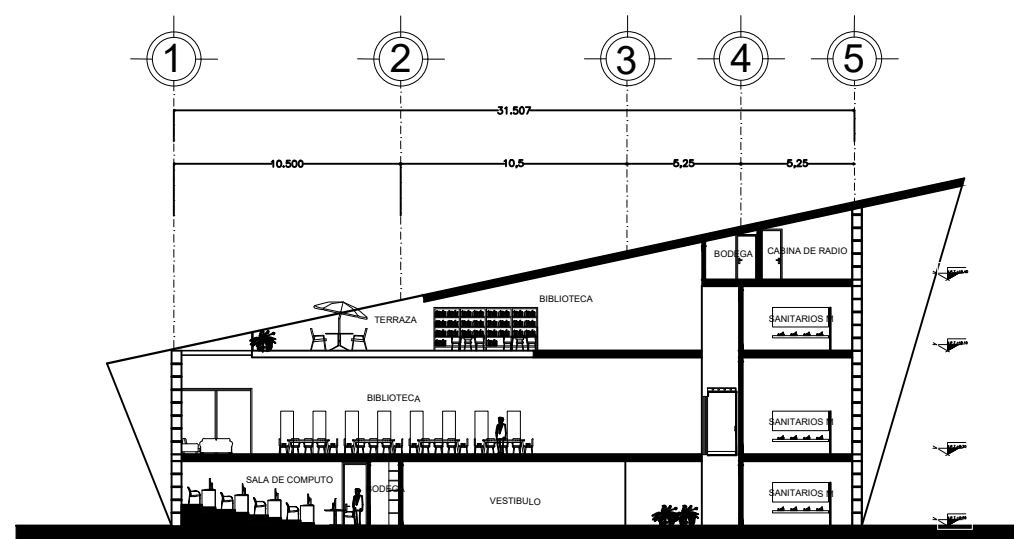 1 2 3 4 5
31.507
10.500 10,5 5,25 5,25
BODEGA CABINA DE RADIO
BIBLIOTECA
TERRAZA SANITARIOS M
BIBLIOTECA
SANITARIOS M
SALA DE COMPUTO
BODEGA
VESTIBULO
SANITARIOS M